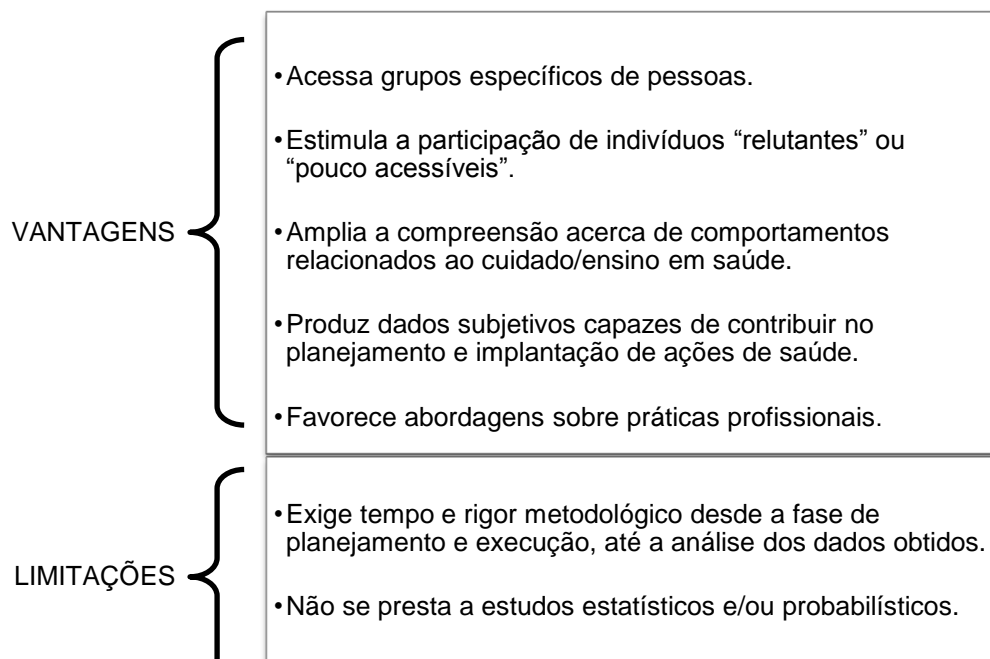 •Acessa grupos específicos de pessoas.
•Estimula a participação de indivíduos “relutantes” ou
“pouco acessíveis”.
VANTAGENS
•Amplia a compreensão acerca de comportamentos
relacionados ao cuidado/ensino em saúde.
•Produz dados subjetivos capazes de contribuir no
planejamento e implantação de ações de saúde.
•Favorece abordagens sobre práticas profissionais.
•Exige tempo e rigor metodológico desde a fase de
planejamento e execução, até a análise dos dados obtidos.
LIMITAÇÕES
•Não se presta a estudos estatísticos e/ou probabilísticos.